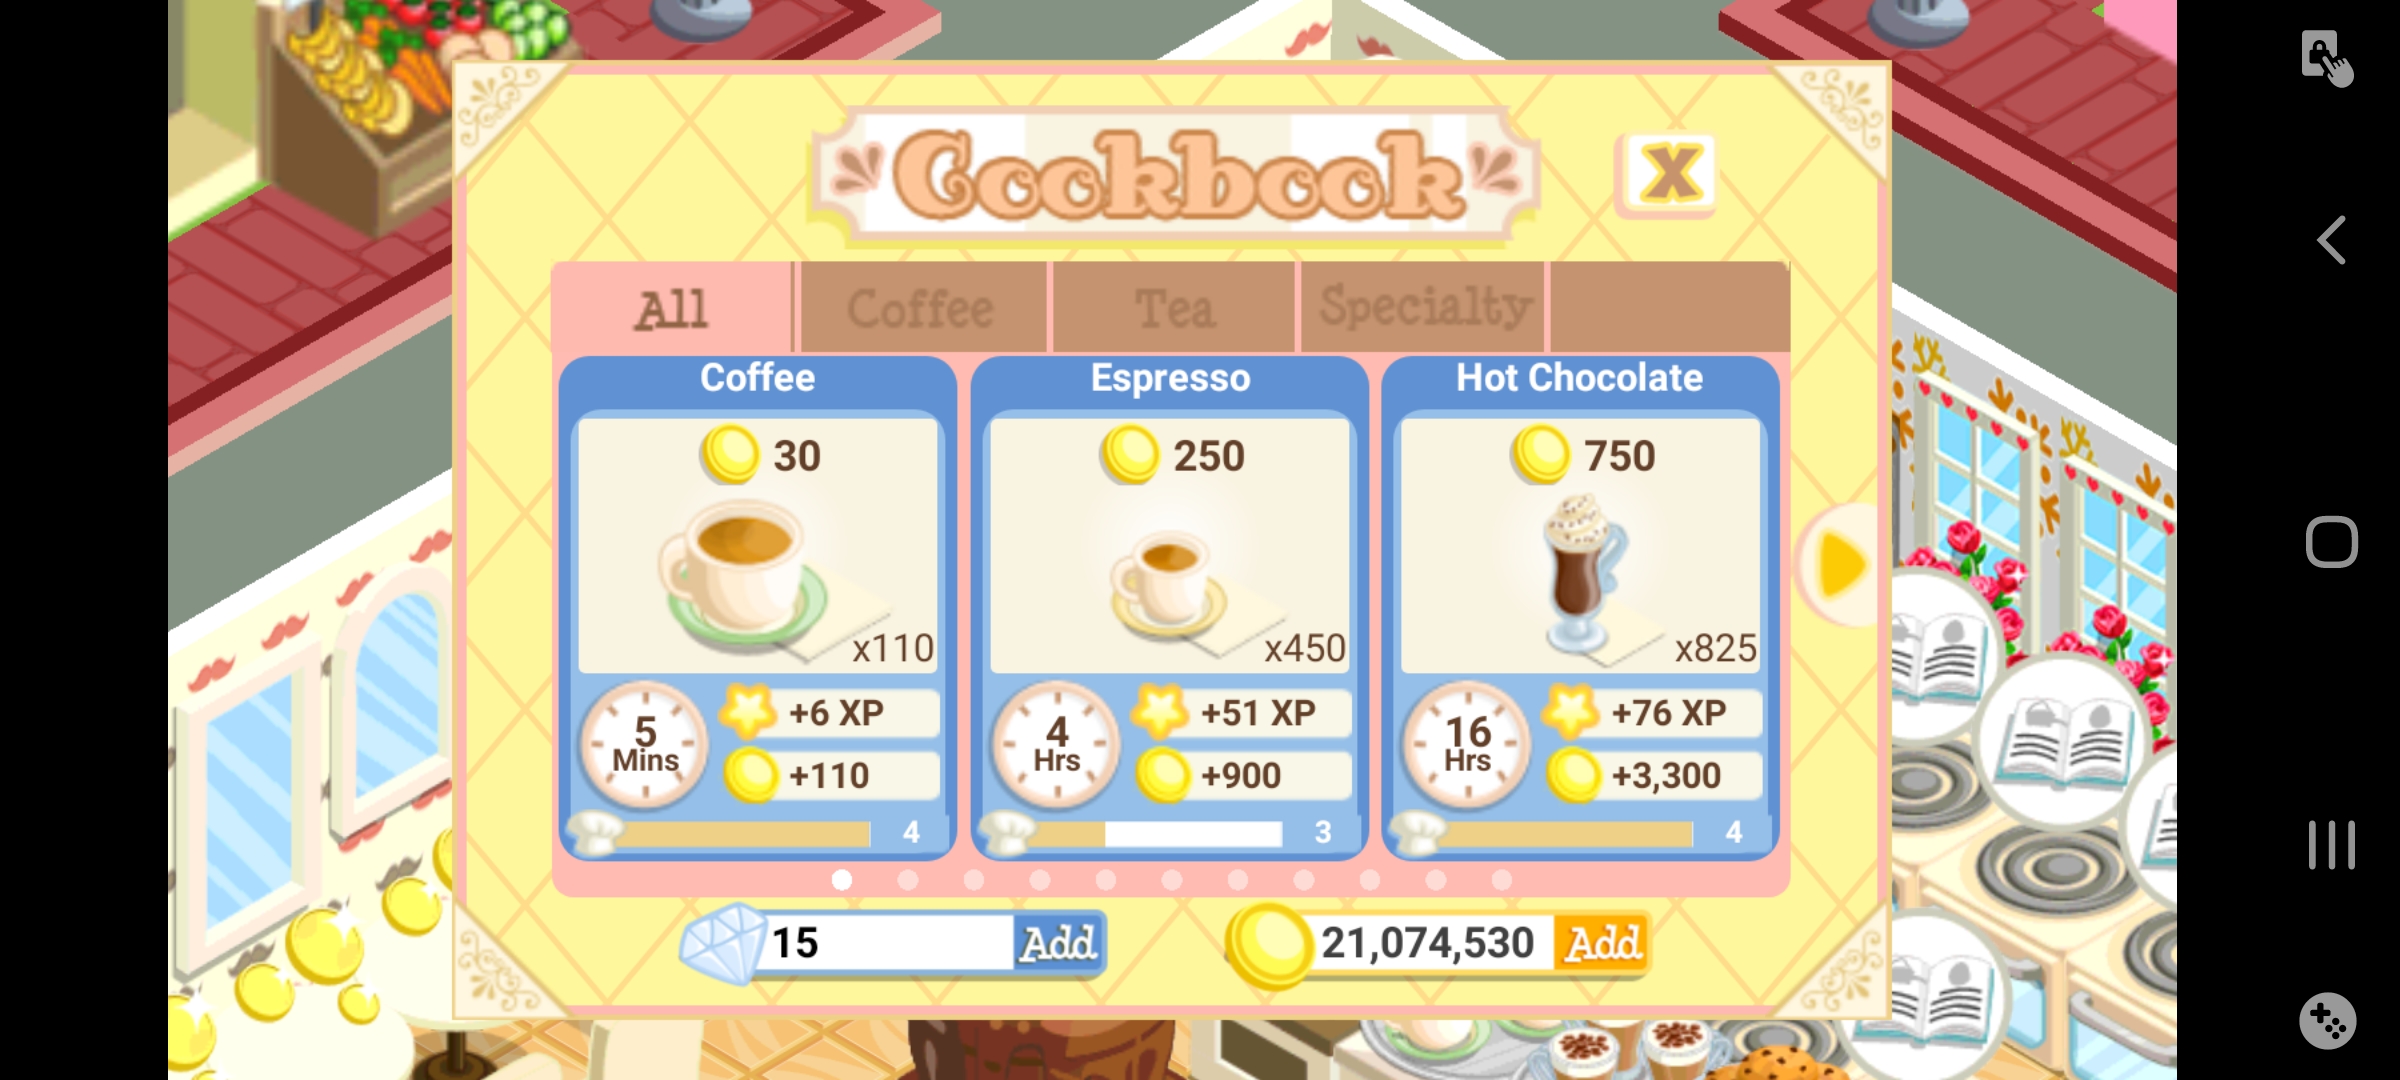 Cookbook
X
All
Coffee
Tea
Specialty
Coffee
30
x110
5
Mins
+6 XP
+110
4
Espresso
250
x450
4
Hrs
+51 XP
+900
3
Hot Chocolate
750
x825
16
Hrs
+76 XP
+3,300
4
15
Add
21,074,530
Add